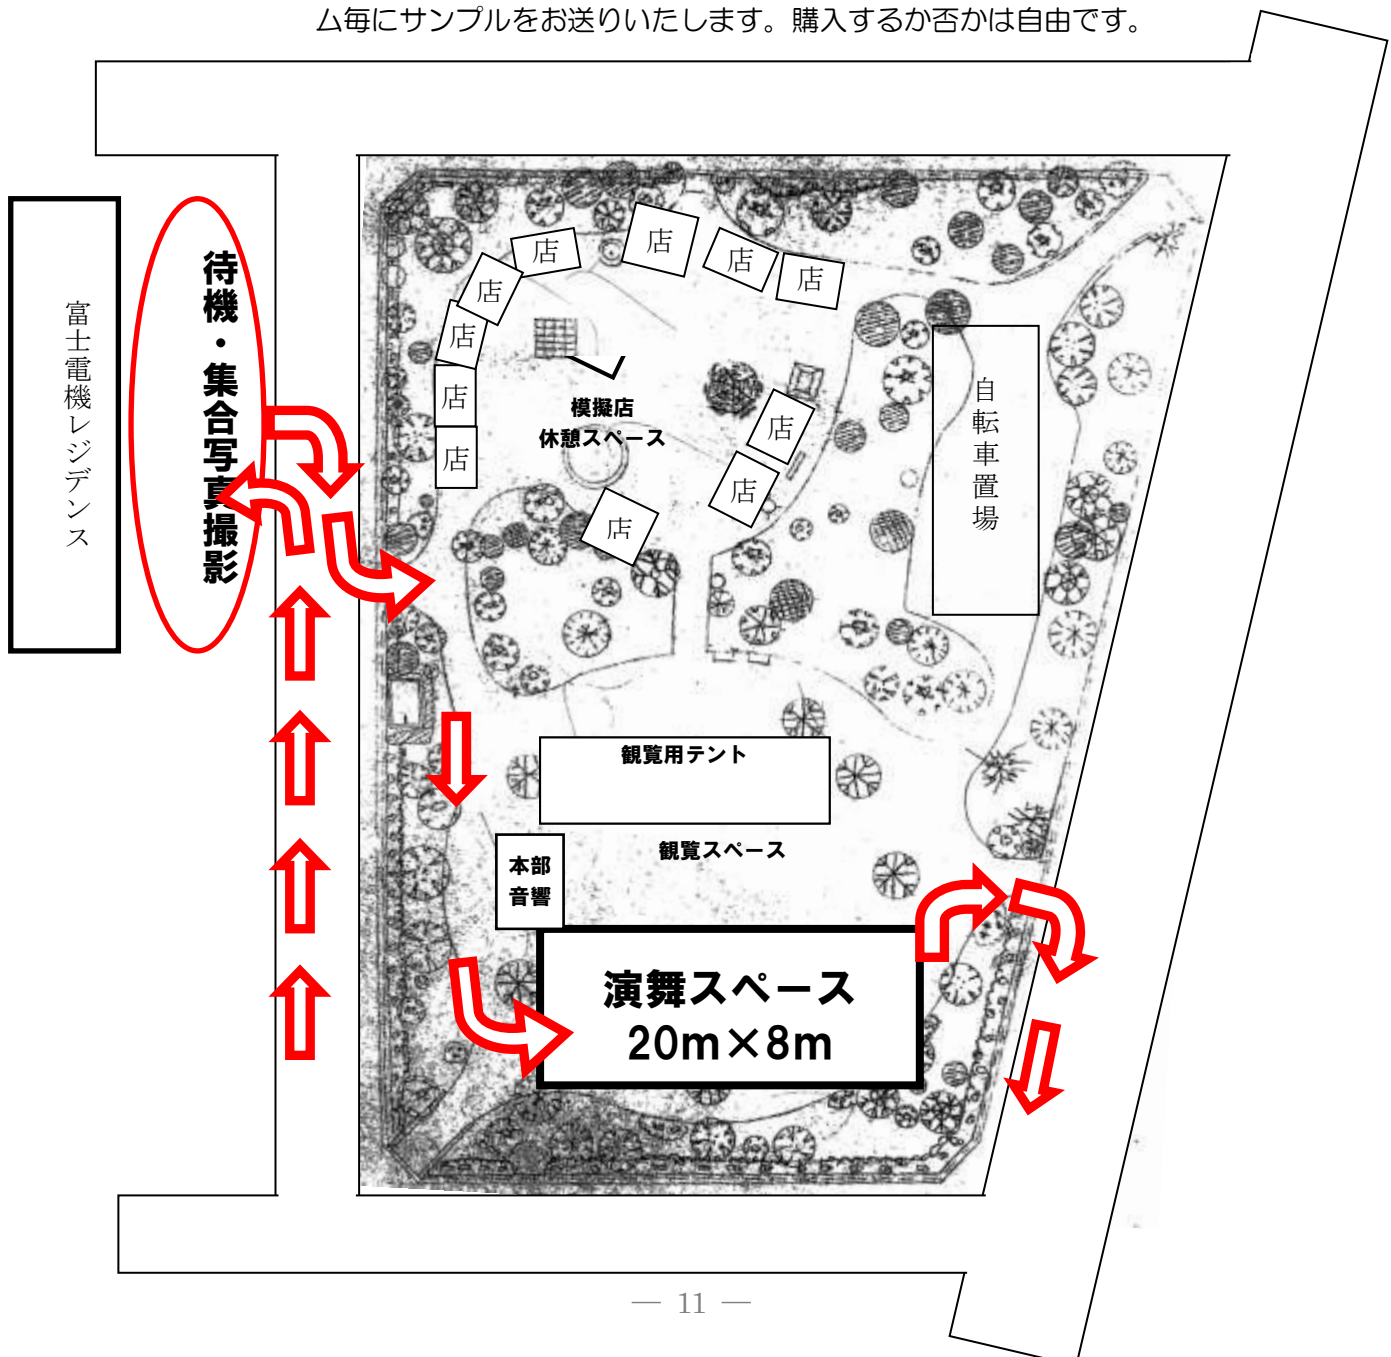 ム毎にサンプルをお送りいたします。購入するか否かは自由です。
富士電機レジデンス
待機・集合写真撮影
店
店
店
店
店
店
店
店
模擬店
休憩スペース
店
店
店
自転車置場
観覧用テント
観覧スペース
本部
音響
演舞スペース
20m×8m
— 11 —